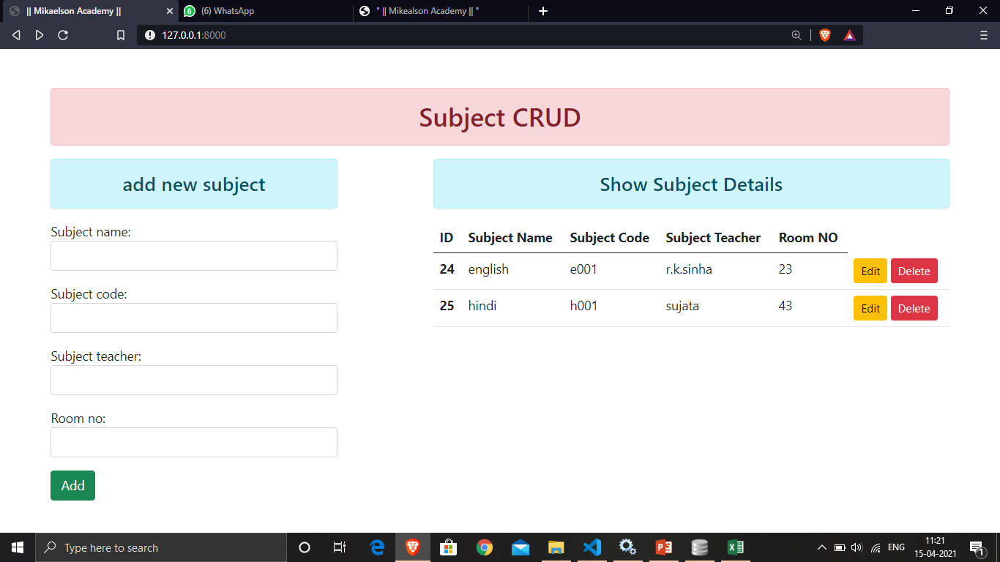 || Mikaelson Academy ||
6
(6) WhatsApp
" || Mikealson Academy || "
127.0.0.1:8000
Subject CRUD
add new subject
Show Subject Details
Subject name:
Subject code:
Subject teacher:
Room no:
Add
ID Subject Name Subject Code Subject Teacher Room NO
24 english e001 r.k.sinha 23 Edit Delete
25 hindi h001 sujata 43 Edit Delete
Type here to search
ENG
11:21
15-04-2021
1